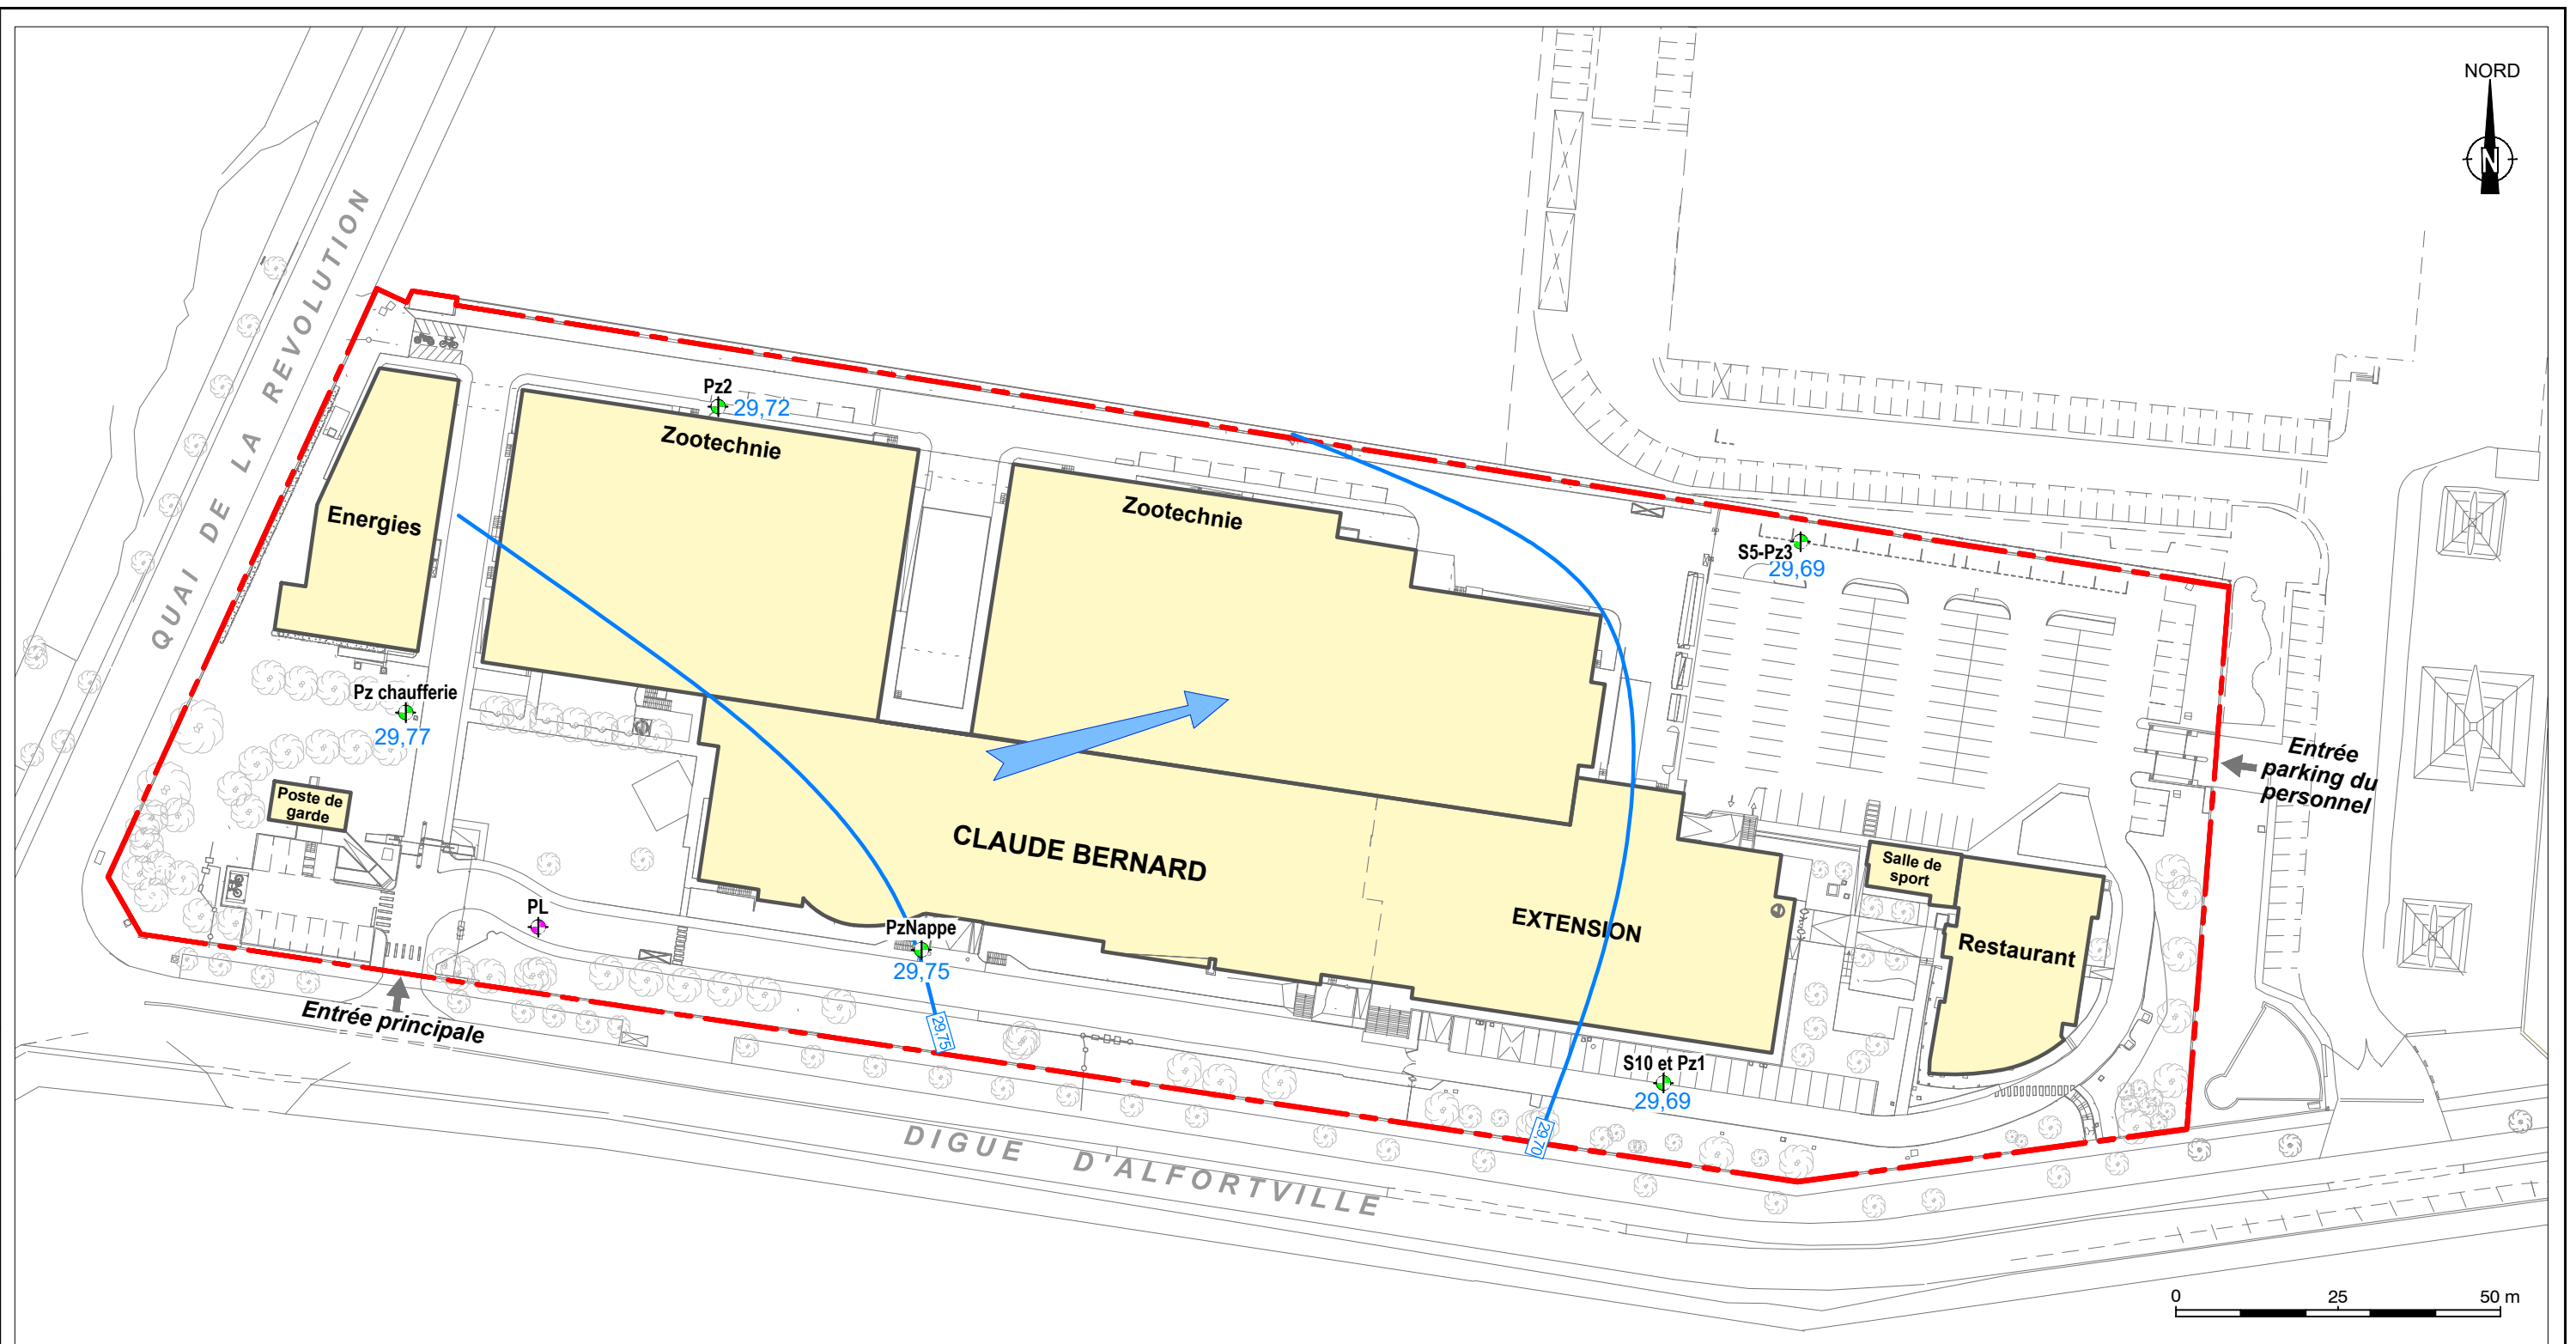 NORD
N
QUAI DE LA REVOLUTION
Pz2
29,72
Zootechnie
Energies
Zootechnie
S5-Pz3
29,69
Pz chaufferie
29,77
Entrée
parking du
personnel
Poste de
garde
CLAUDE BERNARD
Salle de
sport
PL
EXTENSION
PzNappe
29,75
Restaurant
Entrée principale
29,75
S10 et Pz1
29,69
29,70
DIGUE D'ALFORTVILLE
0 25 50 m